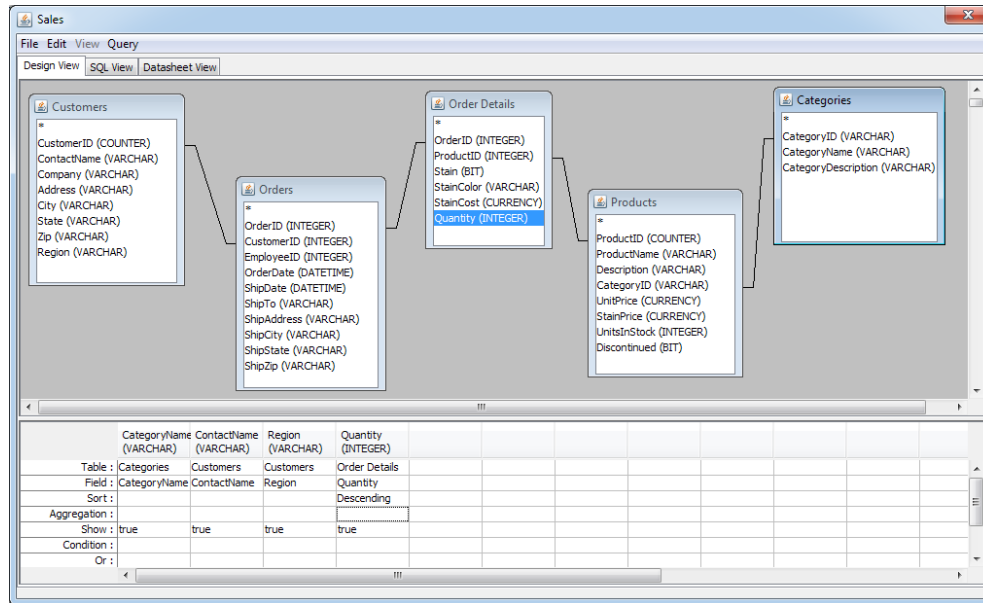 Sales
File Edit View Query
Design View SQL View Datasheet View
Customers
*
CustomerID (COUNTER)
ContactName (VARCHAR)
Company (VARCHAR)
Address (VARCHAR)
City (VARCHAR)
State (VARCHAR)
Zip (VARCHAR)
Region (VARCHAR)
Orders
*
OrderID (INTEGER)
CustomerID (INTEGER)
EmployeeID (INTEGER)
OrderDate (DATETIME)
ShipDate (DATETIME)
ShipTo (VARCHAR)
ShipAddress (VARCHAR)
ShipCity (VARCHAR)
ShipState (VARCHAR)
ShipZip (VARCHAR)
Order Details
*
OrderID (INTEGER)
ProductID (INTEGER)
Stain (BIT)
StainColor (VARCHAR)
StainCost (CURRENCY)
Quantity (INTEGER)
Products
*
ProductID (COUNTER)
ProductName (VARCHAR)
Description (VARCHAR)
CategoryID (VARCHAR)
UnitPrice (CURRENCY)
StainPrice (CURRENCY)
UnitsInStock (INTEGER)
Discontinued (BIT)
Categories
*
CategoryID (VARCHAR)
CategoryName (VARCHAR)
CategoryDescription (VARCHAR)
CategoryName ContactName Region Quantity
(VARCHAR) (VARCHAR) (VARCHAR) (INTEGER)
Table : Categories Customers Customers Order Details
Field : CategoryName ContactName Region Quantity
Sort : Descending
Aggregation :
Show : true true true true
Condition :
Or :